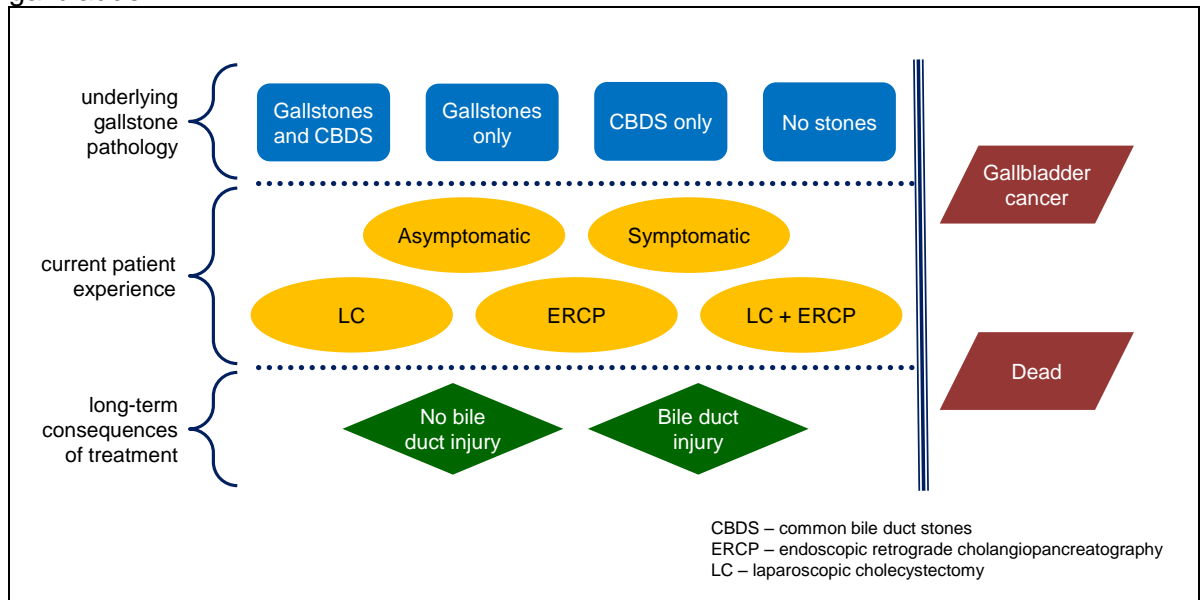 underlying
gallstone
pathology
Gallstones
and CBDS
Gallstones
only
CBDS only
No stones
Gallbladder
cancer
current patient
experience
Asymptomatic
Symptomatic
LC
ERCP
LC + ERCP
Dead
long-term
consequences
of treatment
No bile
duct injury
Bile duct
injury
CBDS – common bile duct stones
ERCP – endoscopic retrograde cholangiopancreatography
LC – laparoscopic cholecystectomy